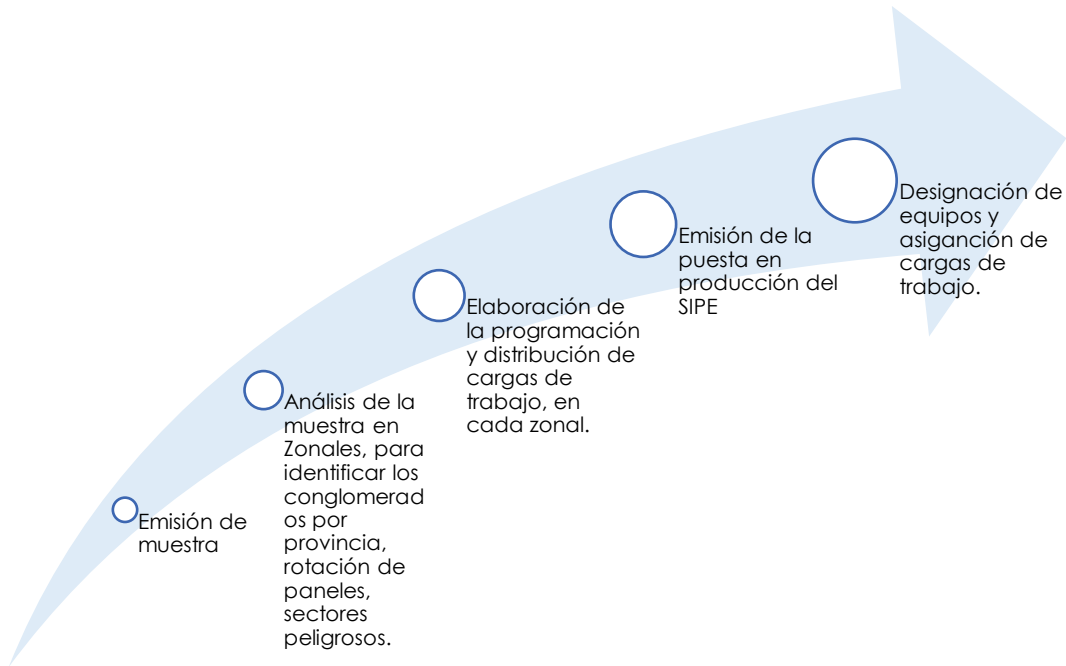 Emisión de
muestra
Análisis de la
muestra en
Zonales, para
identificar los
conglomerad
os por
provincia,
rotación de
paneles,
sectores
peligrosos.
Elaboración de
la programación
y distribución de
cargas de
trabajo, en
cada zonal.
Emisión de la
puesta en
producción del
SIPE
Designación de
equipos y
asigancıón de
cargas de
trabajo.